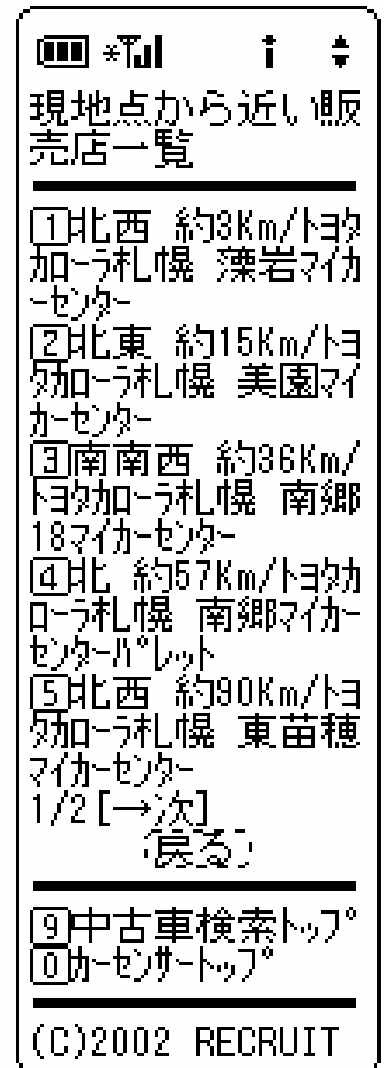 現地点から近い販
売店一覧
1北西 約3Km/トヨタ
カローラ札幌 藻岩マイカ
ーセンター
2北東 約15Km/トヨ
タカローラ札幌 美園マイ
カーセンター
3南南西 約36Km/
トヨタカローラ札幌 南郷
18マイカーセンター
4北 約57Km/トヨタカ
ローラ札幌 南郷マイカー
センターパレット
5北西 約90Km/トヨ
タカローラ札幌 東苗穂
マイカーセンター
1/2[→次]
戻る
9中古車検索トップ
0カーセンサートップ
(C)2002 RECRUIT